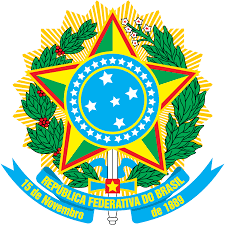 REPÚBLICA FEDERATIVA DO BRASIL
15 de Novembro
de 1889